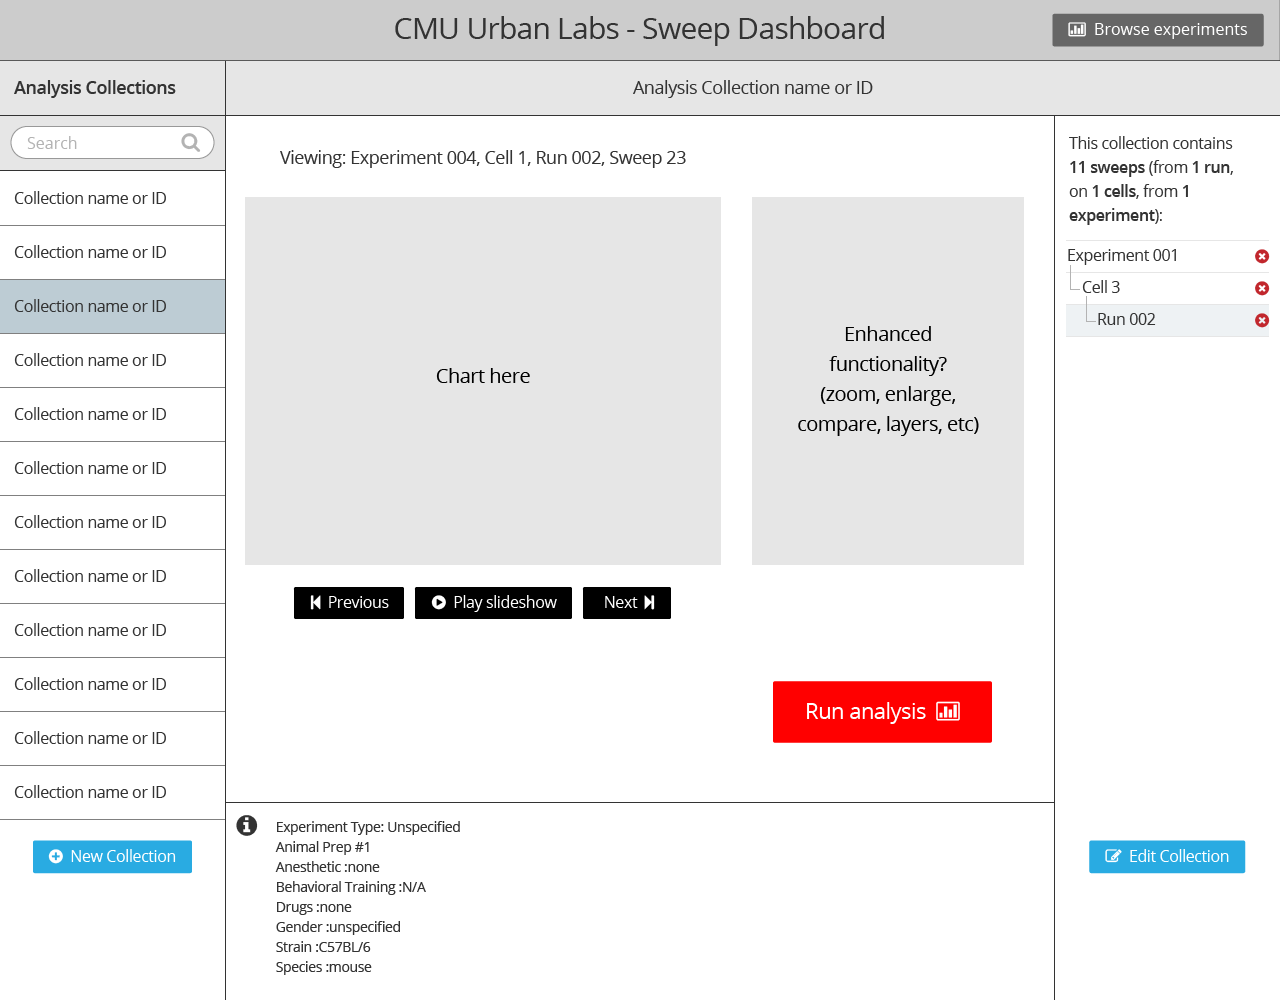 CMU Urban Labs - Sweep Dashboard
Browse experiments
Analysis Collections
Analysis Collection name or ID
Search
Collection name or ID
Collection name or ID
Collection name or ID
Collection name or ID
Collection name or ID
Collection name or ID
Collection name or ID
Collection name or ID
Collection name or ID
Collection name or ID
Collection name or ID
Collection name or ID
New Collection
Viewing: Experiment 004, Cell 1, Run 002, Sweep 23
Chart here
Enhanced
functionality?
(zoom, enlarge,
compare, layers, etc)
Previous
Play slideshow
Next
Run analysis
Experiment Type: Unspecified
Animal Prep #1
Anesthetic :none
Behavioral Training :N/A
Drugs :none
Gender :unspecified
Strain :C57BL/6
Species :mouse
This collection contains
11 sweeps (from 1 run,
on 1 cells, from 1
experiment):
Experiment 001
Cell 3
Run 002
Edit Collection